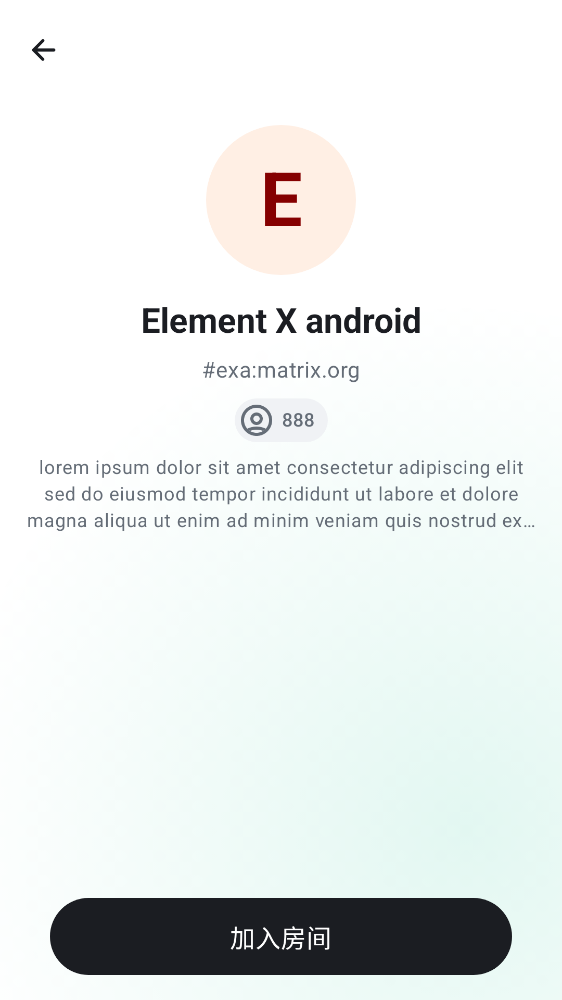 E
Element X android
#exa:matrix.org
888
lorem ipsum dolor sit amet consectetur adipiscing elit
sed do eiusmod tempor incididunt ut labore et dolore
magna aliqua ut enim ad minim veniam quis nostrud ex…
加入房间